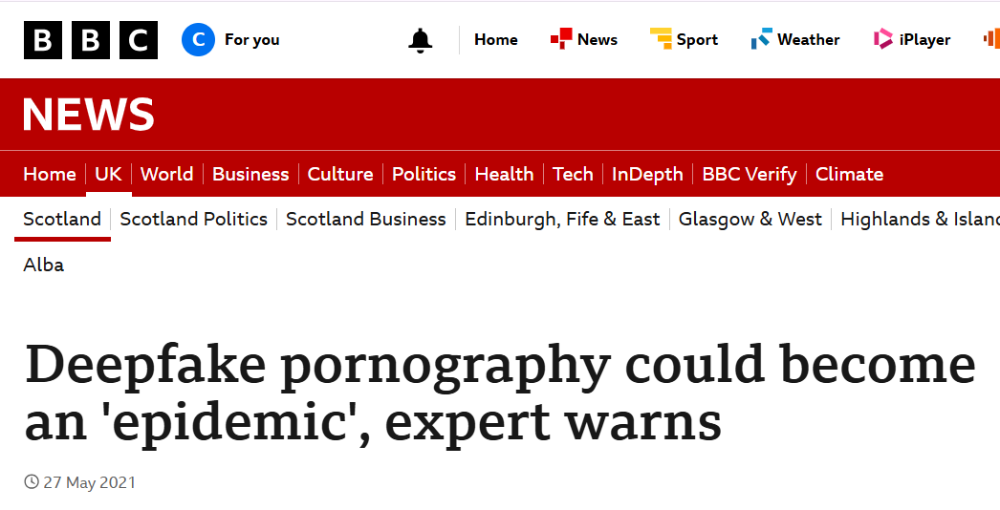 BBC C For you Home News Sport Weather iPlayer
NEWS
Home UK World Business Culture Politics Health Tech InDepth BBC Verify Climate
Scotland Scotland Politics Scotland Business Edinburgh, Fife & East Glasgow & West Highlands &
Alba
Deepfake pornography could become
an 'epidemic', expert warns
27 May 2021